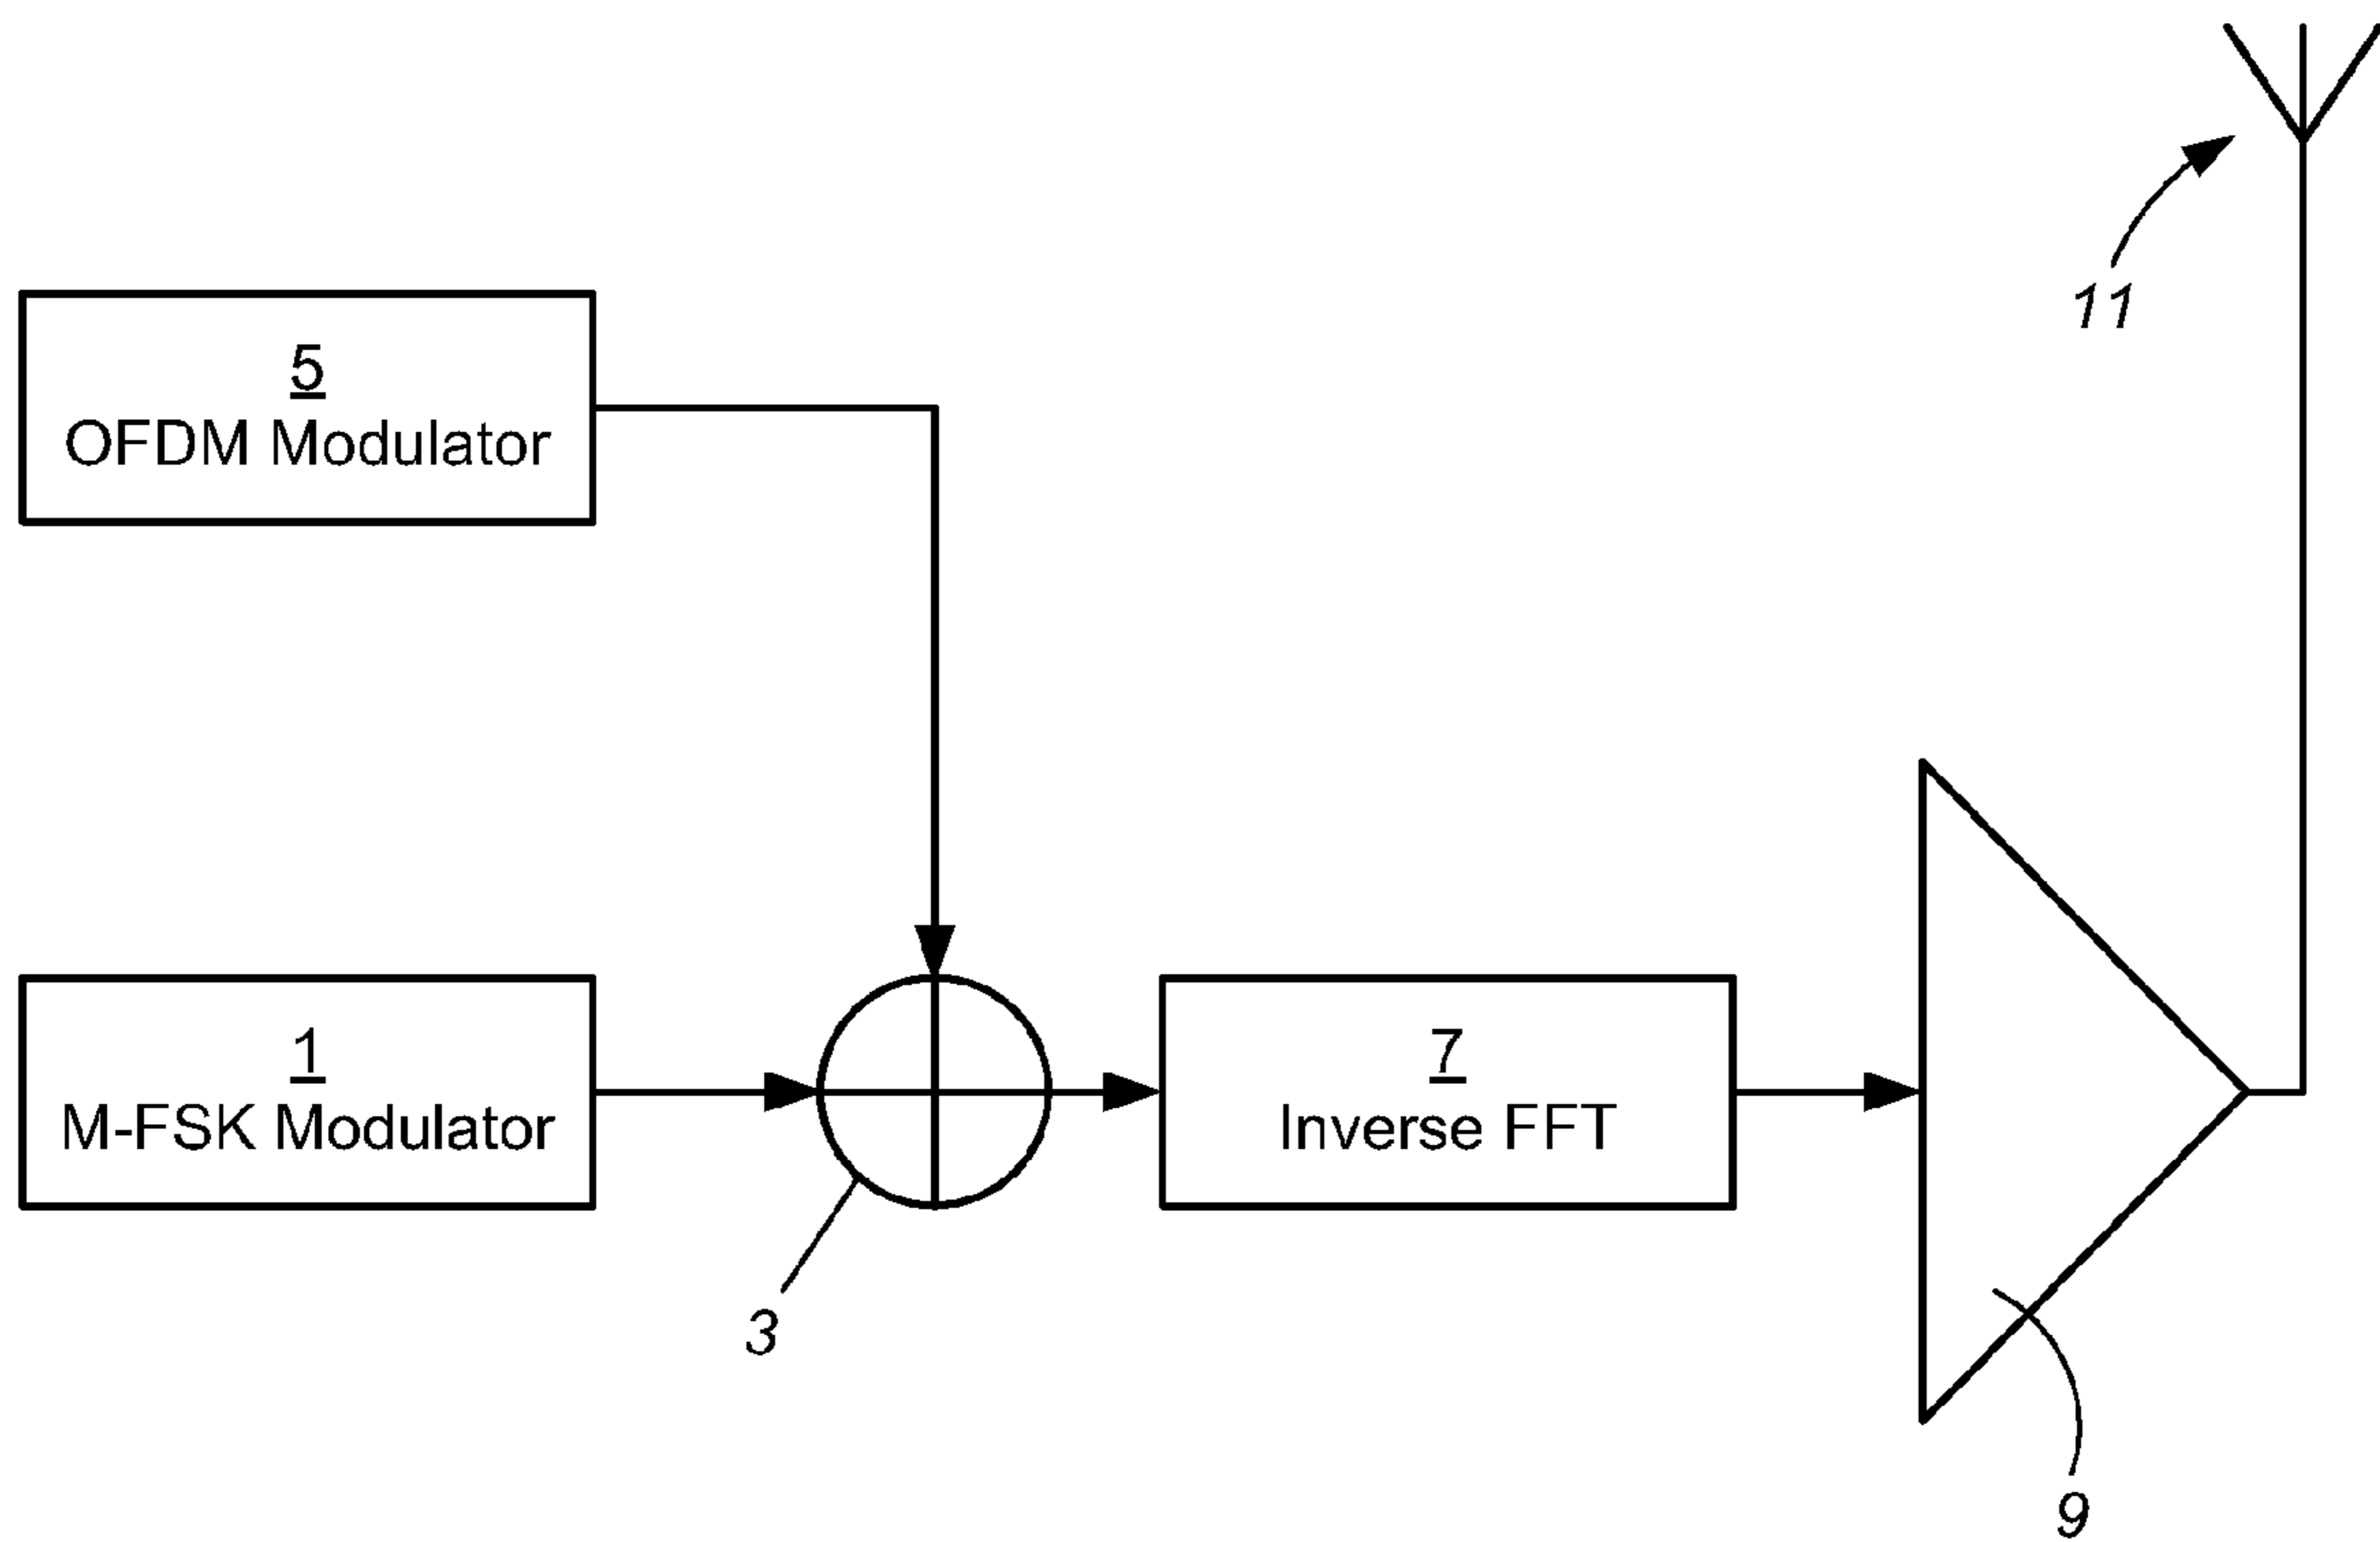 11
5
OFDM Modulator
1
M-FSK Modulator
7
Inverse FFT
3
9